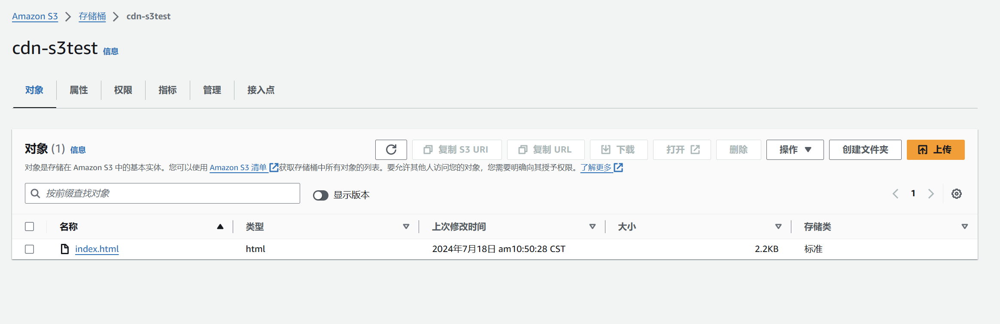 Amazon S3 > 存储桶 > cdn-s3test
cdn-s3test 信息
对象 属性 权限 指标 管理 接入点
对象 (1) 信息 复制 S3 URI 复制 URL 下载 打开 删除 操作 创建文件夹 上传
对象是存储在 Amazon S3 中的基本实体。您可以使用 Amazon S3 清单 获取存储桶中所有对象的列表。要允许其他人访问您的对象，您需要明确向其授予权限。了解更多
按前缀查找对象 显示版本 1
名称 类型 上次修改时间 大小 存储类
index.html html 2024年7月18日 am10:50:28 CST 2.2KB 标准